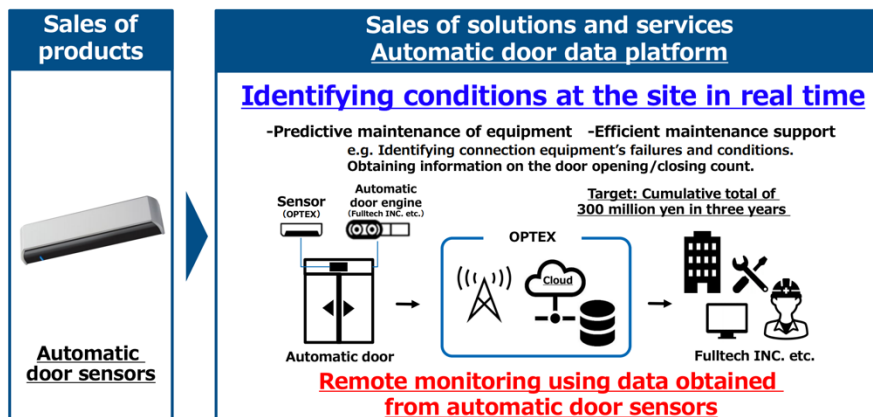 Sales of
products
Automatic
door sensors
Sales of solutions and services
Automatic door data platform
Identifying conditions at the site in real time
-Predictive maintenance of equipment -Efficient maintenance support
e.g. Identifying connection equipment's failures and conditions.
Obtaining information on the door opening/closing count.
Sensor
(OPTEX)
Automatic
door engine
(Fulltech INC. etc.)
Target: Cumulative total of
300 million yen in three years
OPTEX
Cloud
Automatic door
Fulltech INC. etc.
Remote monitoring using data obtained
from automatic door sensors